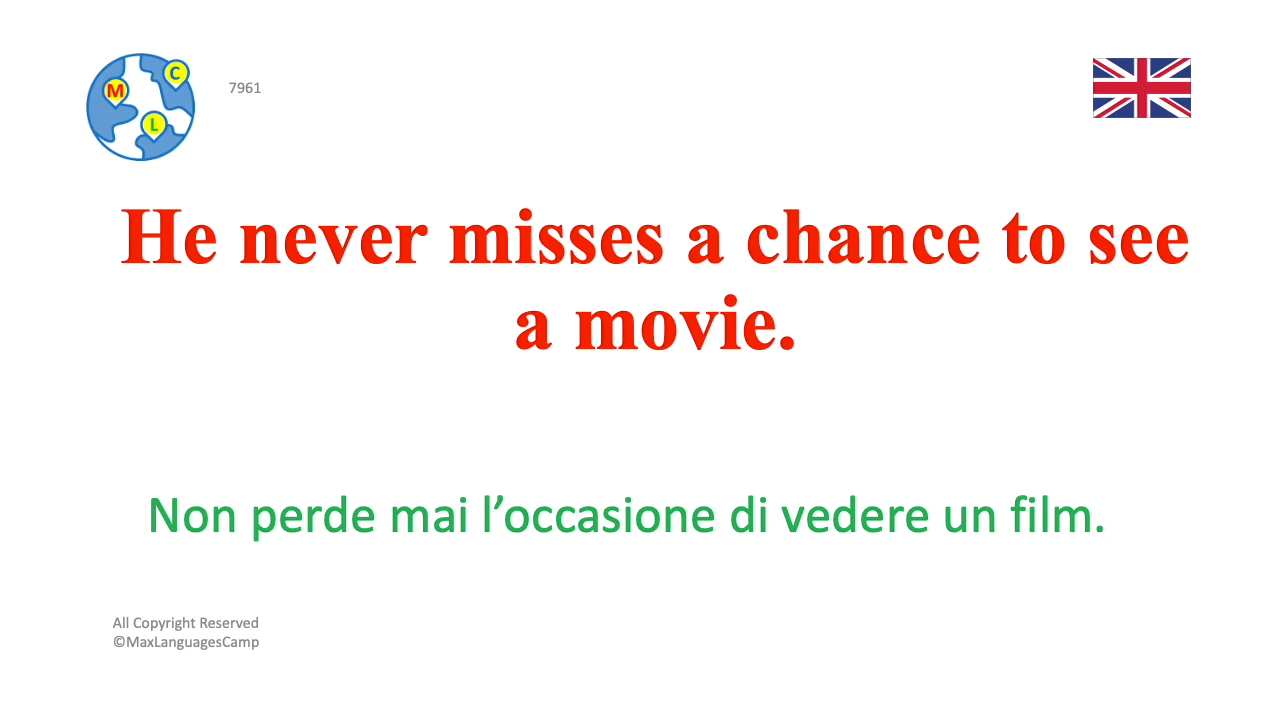 C
M
L
7961
He never misses a chance to see
a movie.
Non perde mai l’occasione di vedere un film.
All Copyright Reserved
©MaxLanguagesCamp